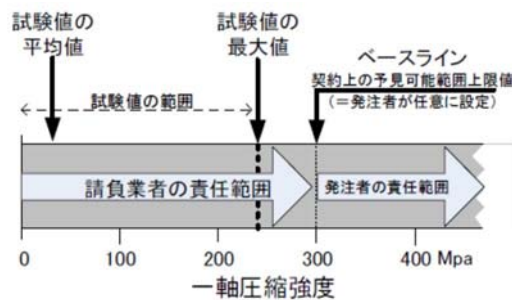 試験値の
平均値
試験値の
最大値
ベースライン
契約上の予見可能範囲上限値
(=発注者が任意に設定)
試験値の範囲
請負業者の責任範囲
発注者の責任範囲
0 100 200 300 400 Mpa
一軸圧縮強度